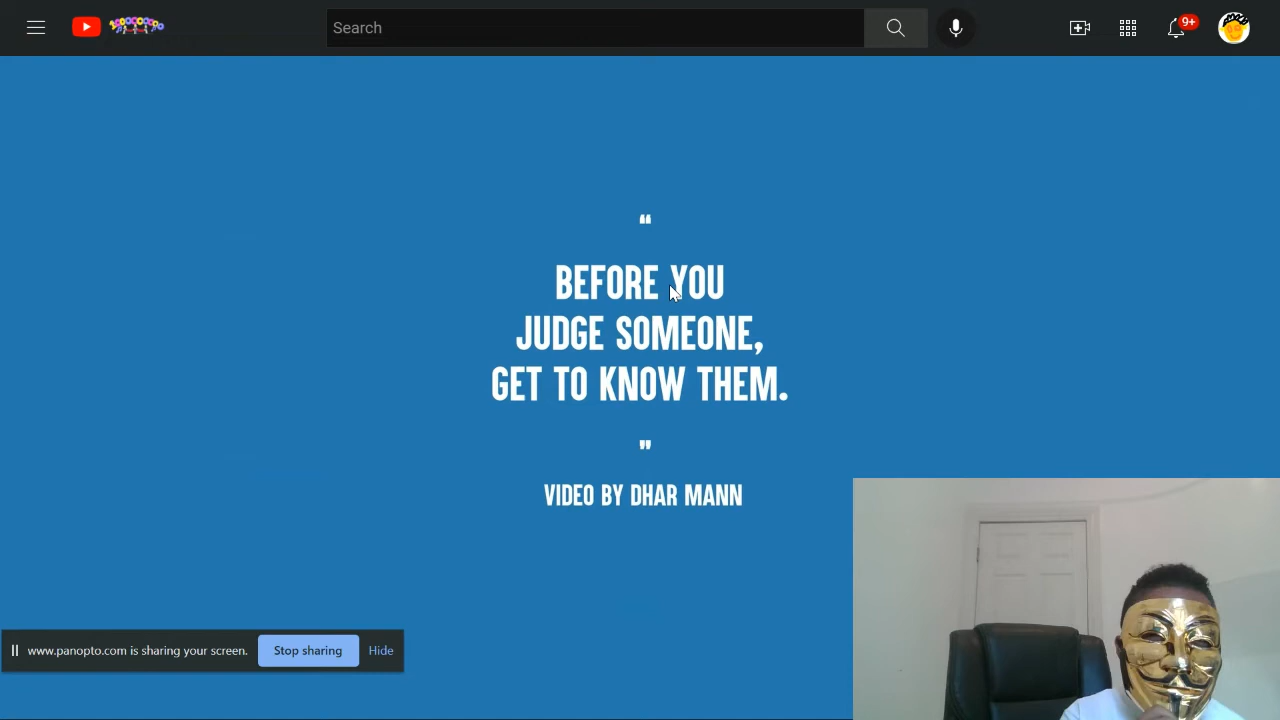 Search
9+
“
BEFORE YOU
JUDGE SOMEONE,
GET TO KNOW THEM.
”
VIDEO BY DHAR MANN
www.panopto.com is sharing your screen.
Stop sharing
Hide